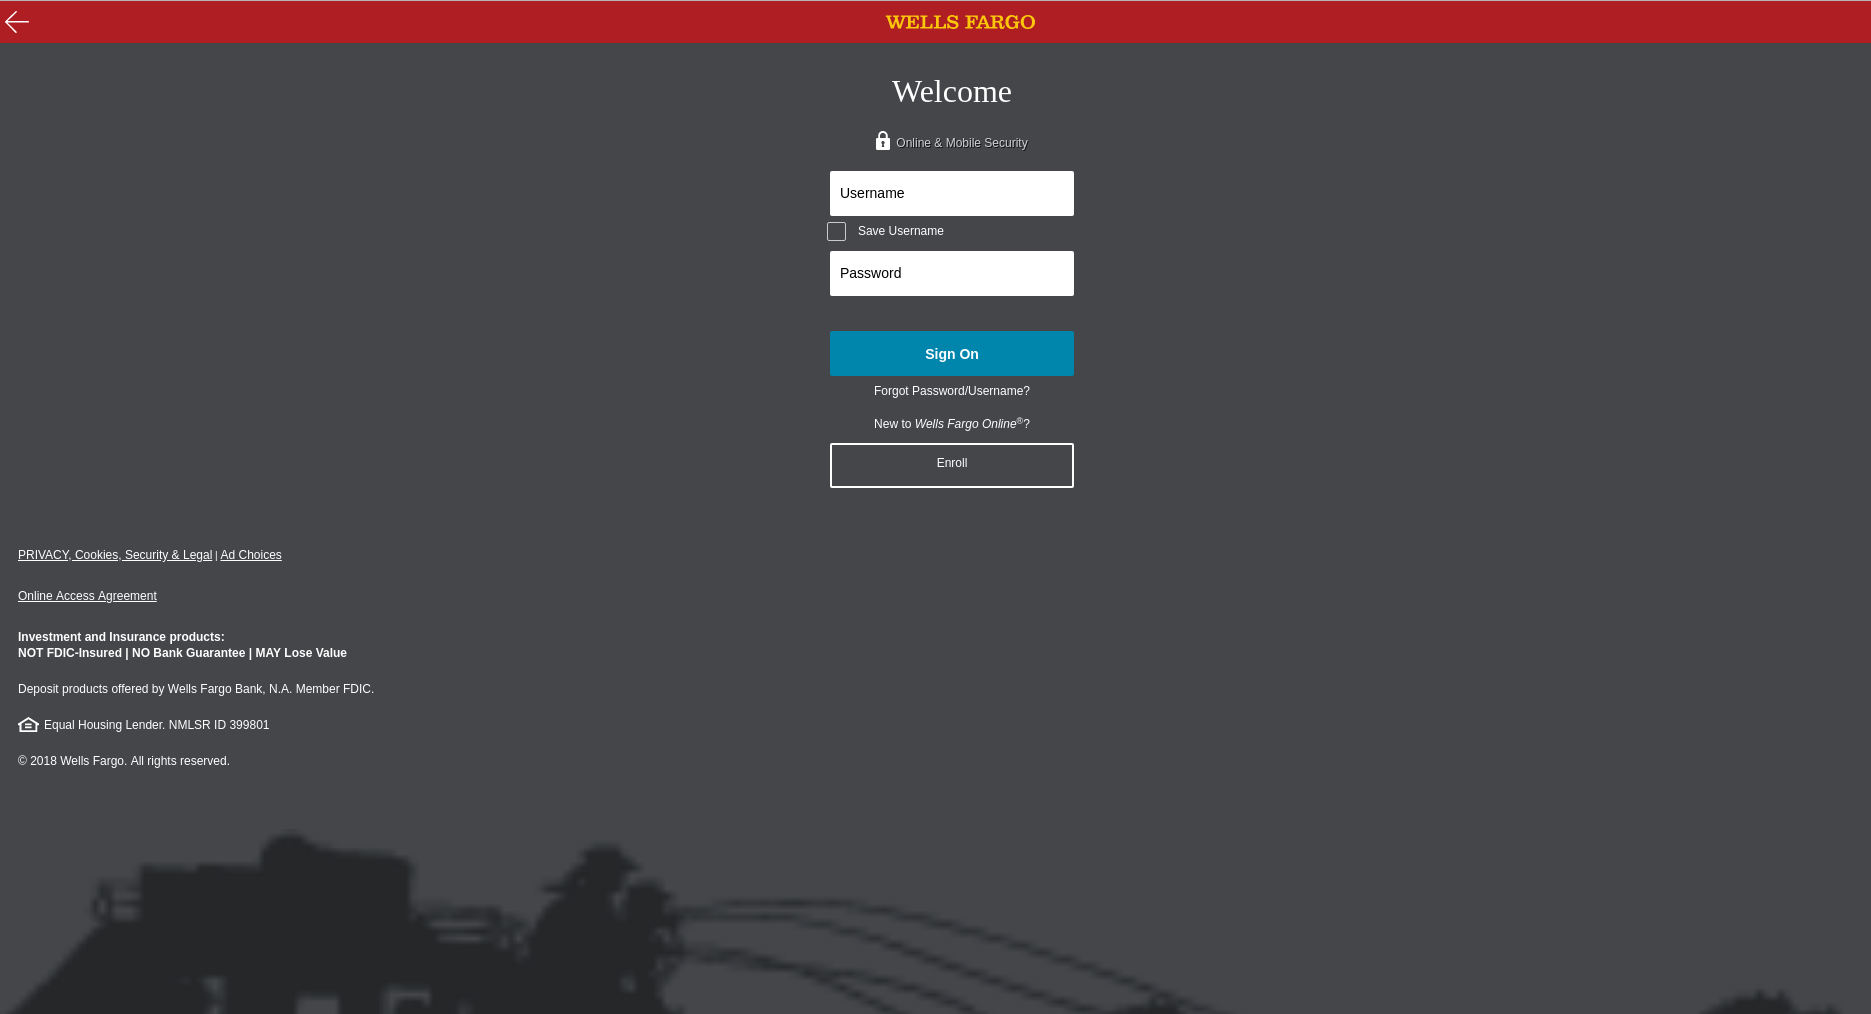 WELLS FARGO
Welcome
Online & Mobile Security
Username
Save Username
Password
Sign On
Forgot Password/Username?
New to Wells Fargo Online®?
Enroll
PRIVACY, Cookies, Security & Legal | Ad Choices
Online Access Agreement
Investment and Insurance products:
NOT FDIC-Insured | NO Bank Guarantee | MAY Lose Value
Deposit products offered by Wells Fargo Bank, N.A. Member FDIC.
Equal Housing Lender. NMLSR ID 399801
© 2018 Wells Fargo. All rights reserved.